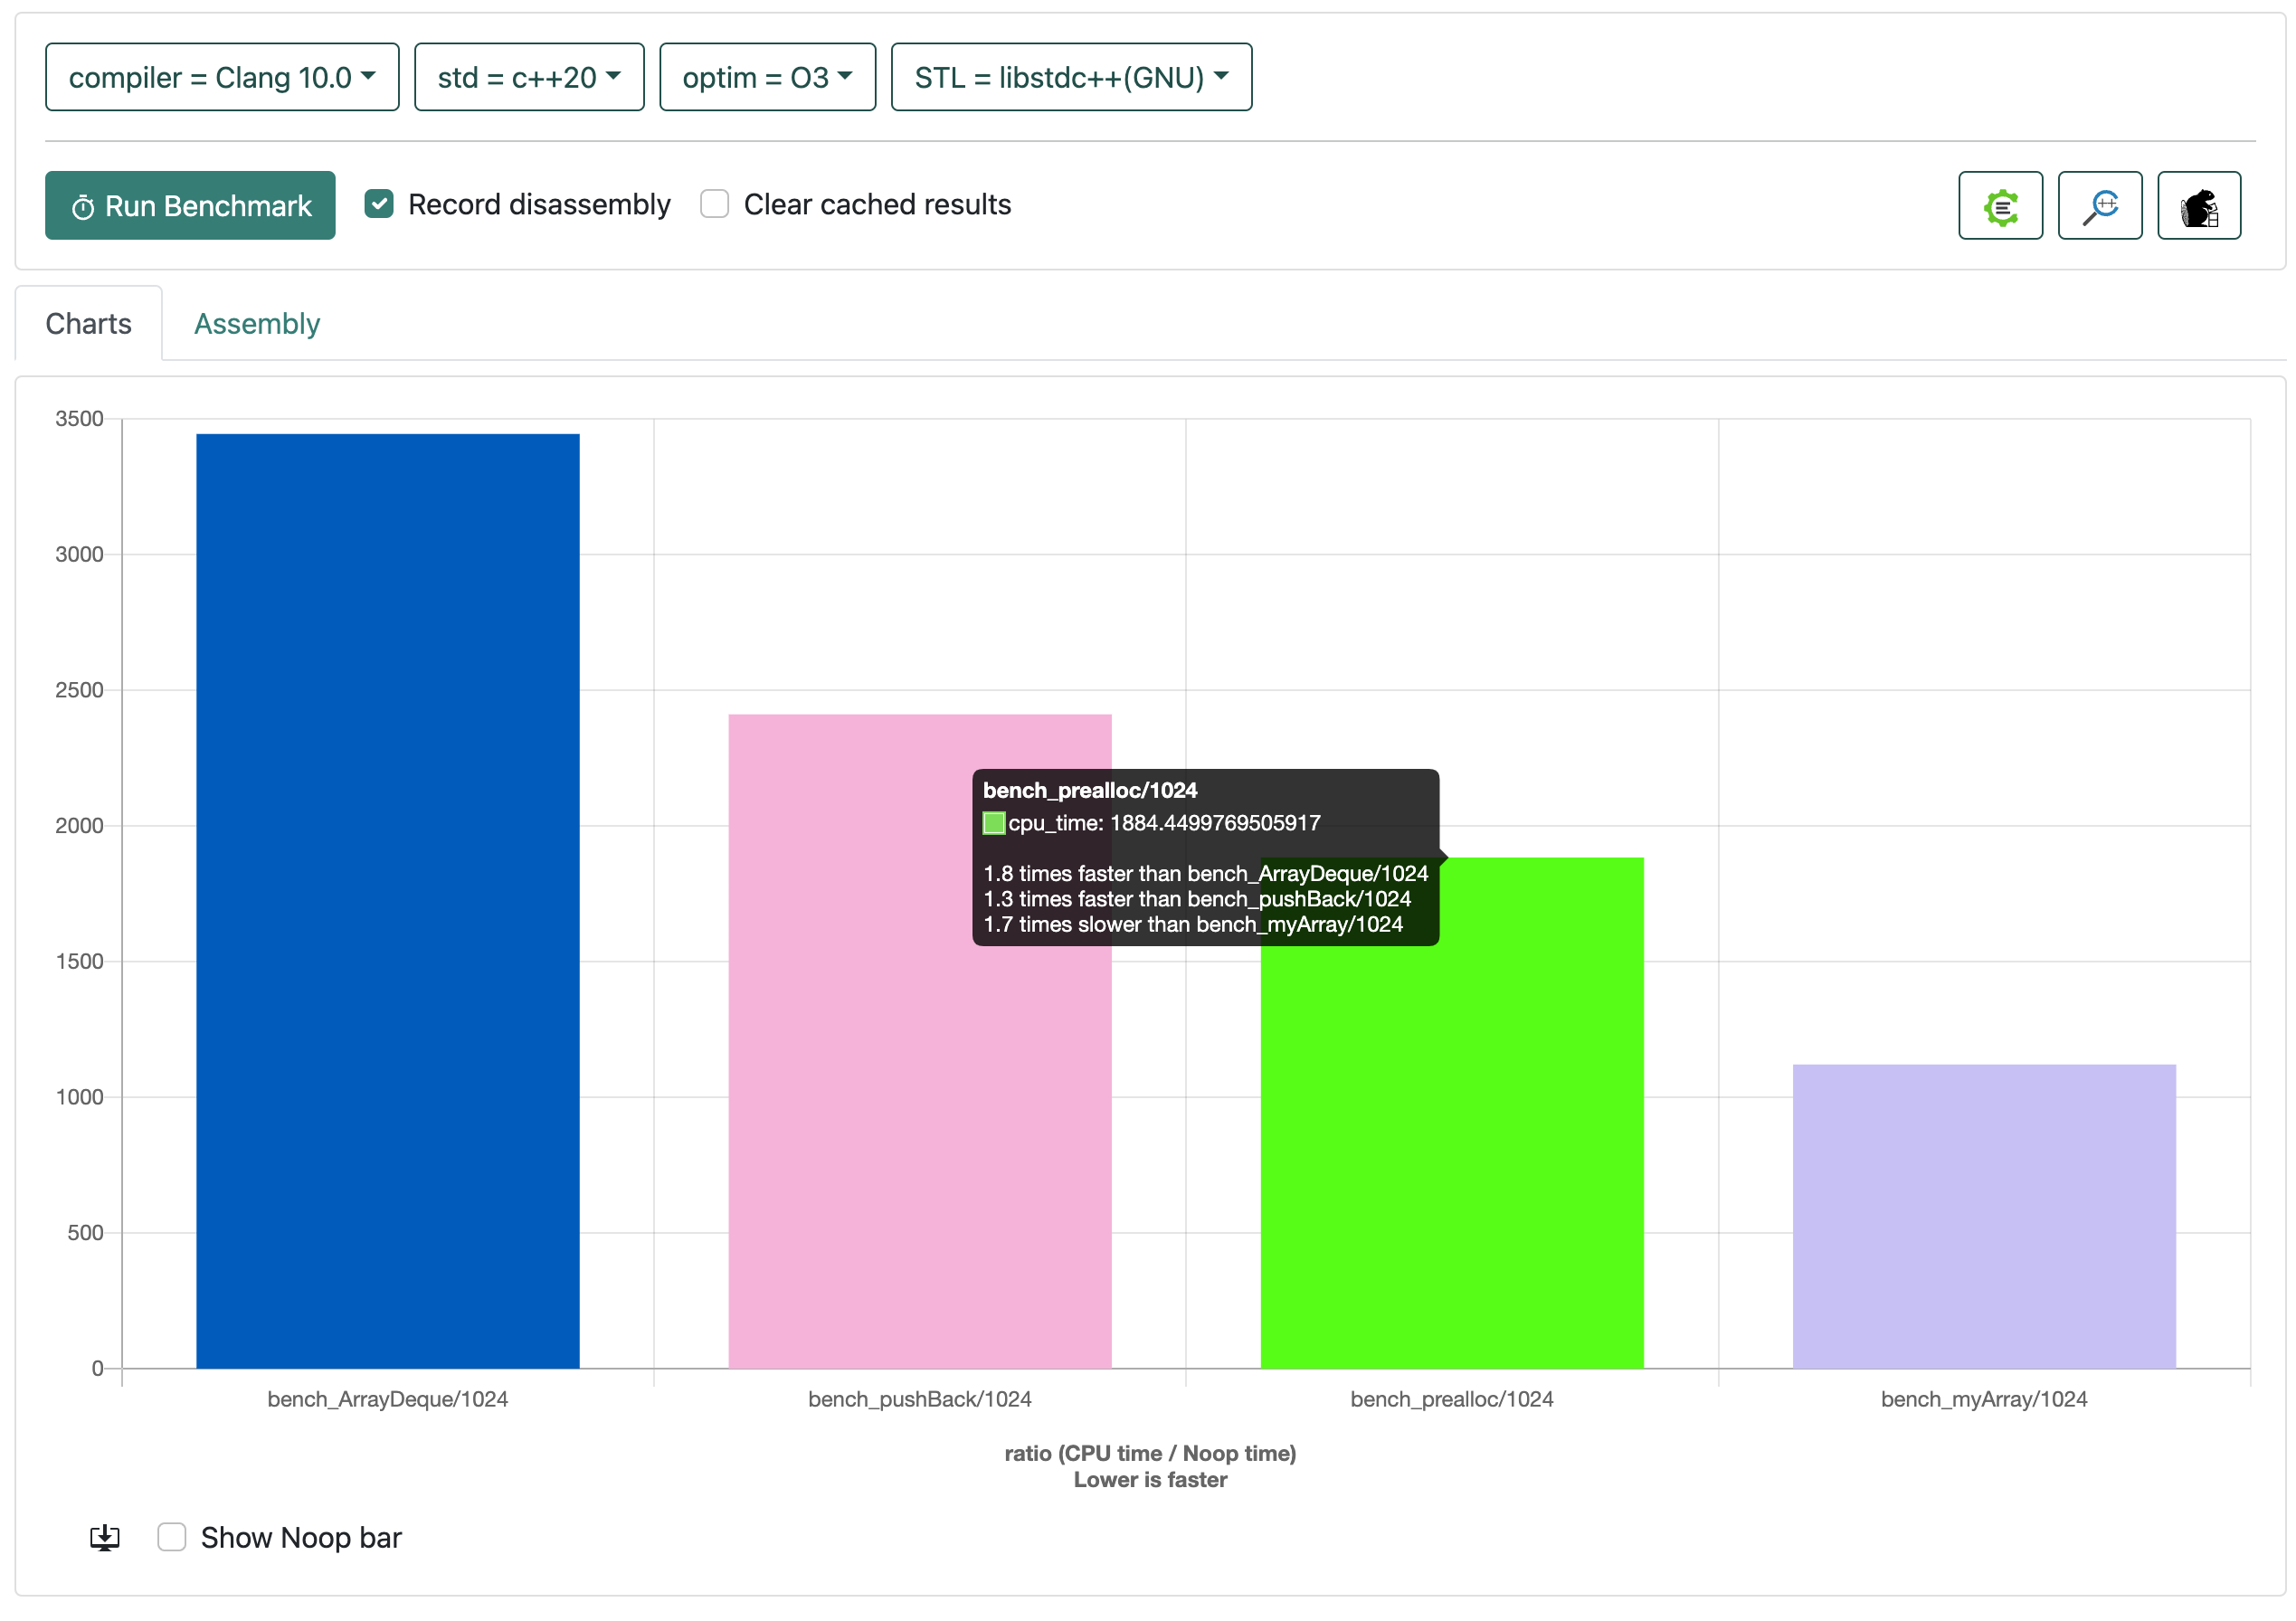 compiler = Clang 10.0
std = c++20
optim = O3
STL = libstdc++(GNU)
Run Benchmark
Record disassembly
Clear cached results
Charts
Assembly
3500
3000
2500
2000
1500
1000
500
0
bench_prealloc/1024
cpu_time: 1884.4499769505917
1.8 times faster than bench_ArrayDeque/1024
1.3 times faster than bench_pushBack/1024
1.7 times slower than bench_myArray/1024
bench_ArrayDeque/1024
bench_pushBack/1024
bench_prealloc/1024
bench_myArray/1024
ratio (CPU time / Noop time)
Lower is faster
Show Noop bar